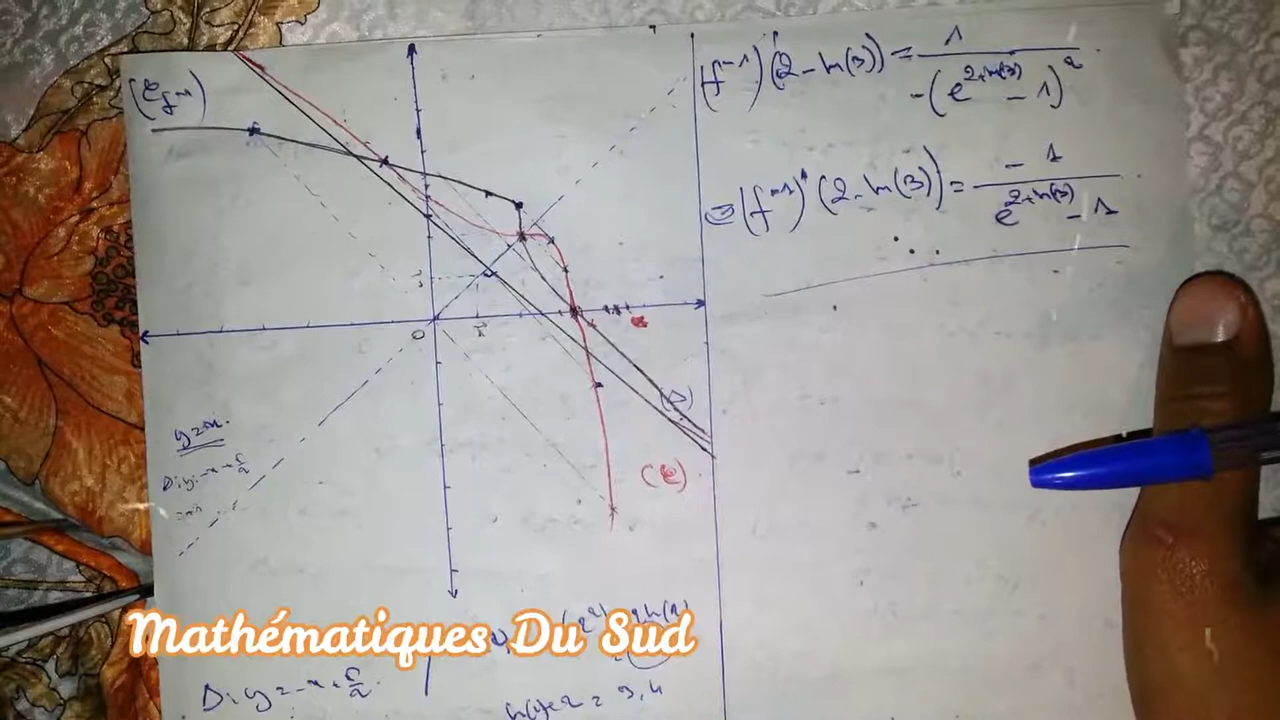 (C_{f⁻¹})
(f⁻¹)'(2-ln(3)) = 1 / -(e^{2+ln(3)} - 1)²
⇒ (f⁻¹)'(2-ln(3)) = -1 / e^{2+ln(3)} - 1
O
α
(Δ)
(C)
y=x.
D: y=-x+5/2
Mathématiques Du Sud
D: y=-x+5/2.